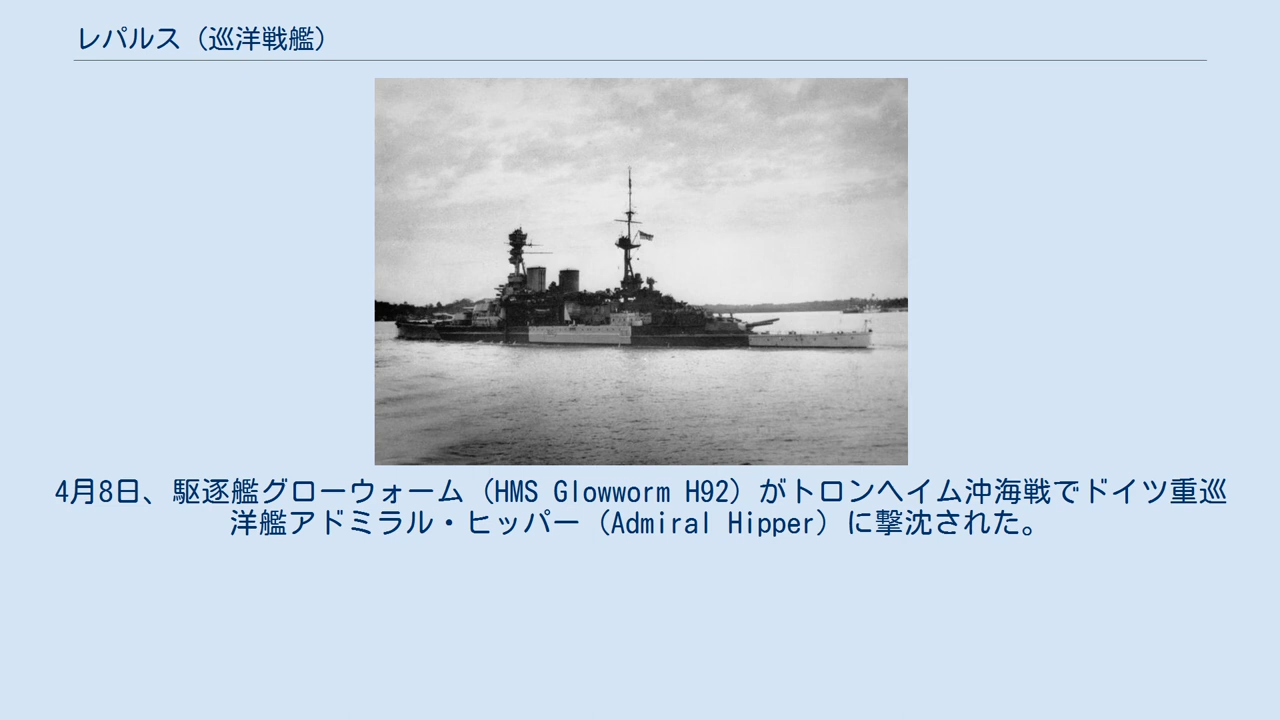 レパルス（巡洋戦艦）
4月8日、駆逐艦グローウォーム（HMS Glowworm H92）がトロンヘイム沖海戦でドイツ重巡
洋艦アドミラル・ヒッパー（Admiral Hipper）に撃沈された。